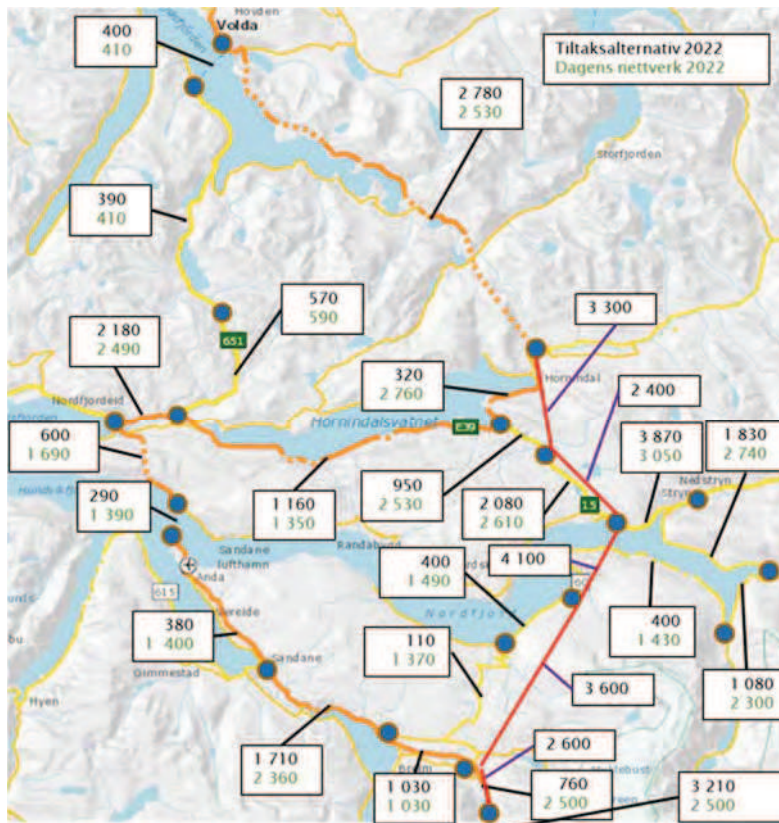 Hovden
Volda
400
410
Tiltaksalternativ 2022
Dagens nettverk 2022
2 780
2 530
Storfjorden
390
410
570
590
651
3 300
2 180
2 490
Hornindal
320
2 760
2 400
Nordfjordeid
Hornindalsvatnet
E39
600
1 690
3 870
3 050
1 830
2 740
950
2 530
Nedstryn
Stryn
1 160
1 350
2 080
2 610
15
290
1 390
Sandane
lufthamn
Randabygd
400
1 490
4 100
Anda
615
60
Nordfjord
400
1 430
380
1 400
110
1 370
Sandane
Gimmestad
1 080
2 300
3 600
Hyen
2 600
1 710
2 360
1 030
1 030
760
2 500
3 210
2 500